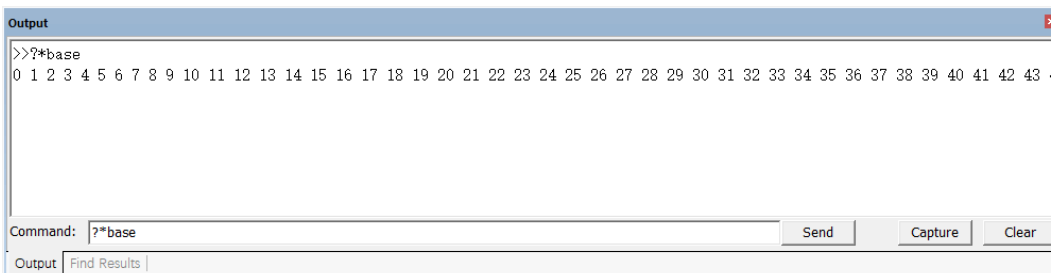 Output
>>?*base
0 1 2 3 4 5 6 7 8 9 10 11 12 13 14 15 16 17 18 19 20 21 22 23 24 25 26 27 28 29 30 31 32 33 34 35 36 37 38 39 40 41 42 43
Command: ?*base Send Capture Clear
Output Find Results